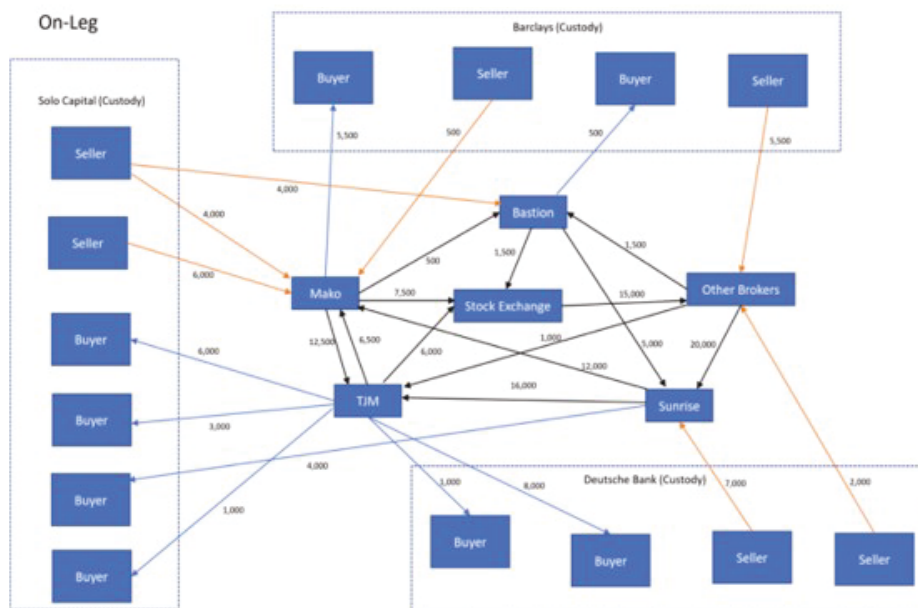 On-Leg
Barclays (Custody)
Buyer
Seller
Buyer
Seller
Solo Capital (Custody)
5,500
500
500
5,500
Seller
4,000
4,000
Bastion
Seller
6,000
500
1,500
1,500
Mako
7,500
Stock Exchange
15,000
Other Brokers
Buyer
6,000
12,500
6,500
6,000
1,000
12,000
5,000
20,000
Buyer
3,000
TJM
16,000
Sunrise
Buyer
4,000
1,000
1,000
8,000
Deutsche Bank (Custody)
7,000
2,000
Buyer
Buyer
Buyer
Seller
Seller